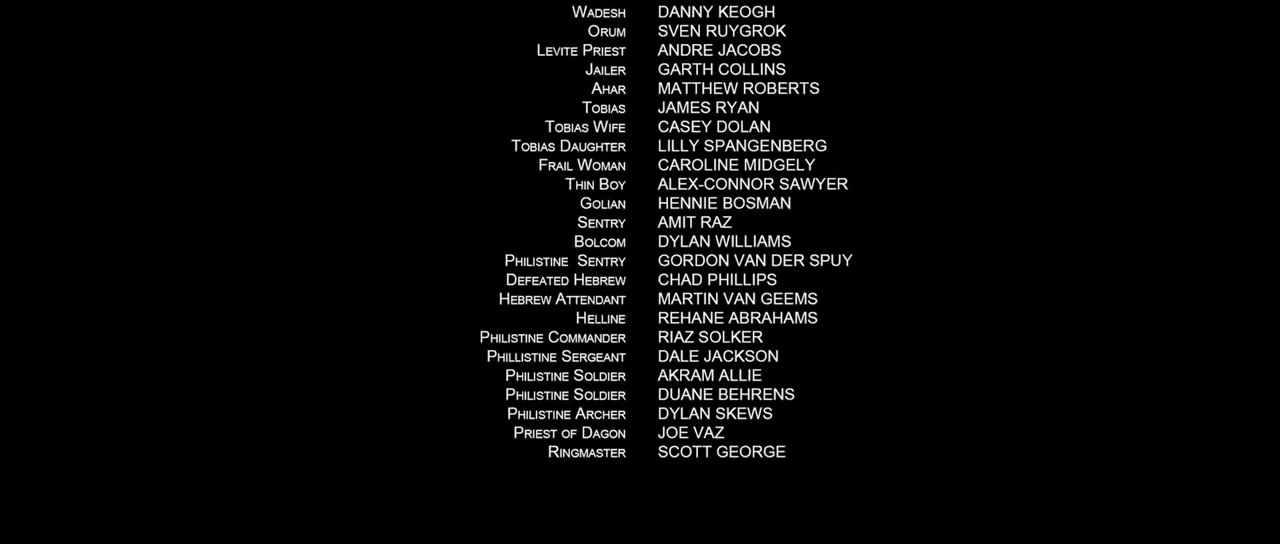 Wadesh DANNY KEOGH
Orum SVEN RUYGROK
Levite Priest ANDRE JACOBS
Jailer GARTH COLLINS
Ahar MATTHEW ROBERTS
Tobias JAMES RYAN
Tobias Wife CASEY DOLAN
Tobias Daughter LILLY SPANGENBERG
Frail Woman CAROLINE MIDGELY
Thin Boy ALEX-CONNOR SAWYER
Golian HENNIE BOSMAN
Sentry AMIT RAZ
Bolcom DYLAN WILLIAMS
Philistine Sentry GORDON VAN DER SPUY
Defeated Hebrew CHAD PHILLIPS
Hebrew Attendant MARTIN VAN GEEMS
Helline REHANE ABRAHAMS
Philistine Commander RIAZ SOLKER
Phillistine Sergeant DALE JACKSON
Philistine Soldier AKRAM ALLIE
Philistine Soldier DUANE BEHRENS
Philistine Archer DYLAN SKEWS
Priest of Dagon JOE VAZ
Ringmaster SCOTT GEORGE